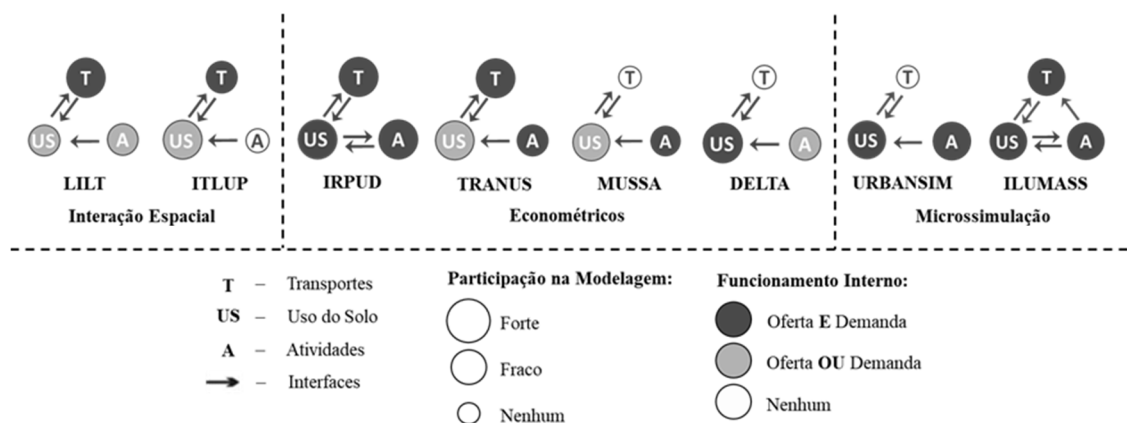 T T T T T T T T
US A US A US A US A US A US A US A US A
LILT ITLUP IRPUD TRANUS MUSSA DELTA URBANSIM ILUMASS
Interação Espacial Econométricos Microssimulação
T – Transportes
US – Uso do Solo
A – Atividades
– Interfaces
Participação na Modelagem:
Forte
Fraco
Nenhum
Funcionamento Interno:
Oferta E Demanda
Oferta OU Demanda
Nenhum